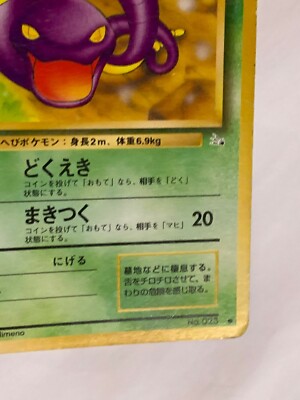 へびポケモン：身長2m、体重6.9kg
どくえき
コインを投げて「おもて」なら、相手を「どく」
状態にする。
まきつく 20
コインを投げて「おもて」なら、相手を「マヒ」
状態にする。
にげる
墓地などに棲息する。
舌をチロチロさせて、ま
わりの危険を感じ取る。
No.023